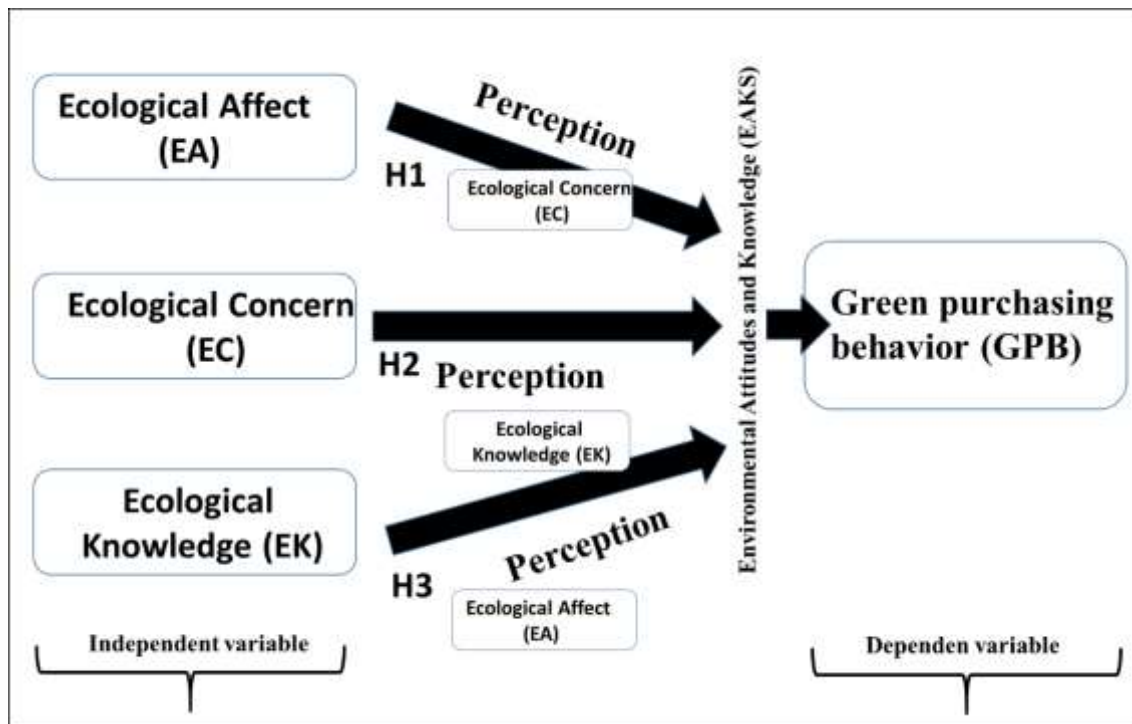 Ecological Affect
(EA)
Perception
H1
Ecological Concern
(EC)
Environmental Attitudes and Knowledge (EAKS)
Ecological Concern
(EC)
H2
Perception
Green purchasing
behavior (GPB)
Ecological
Knowledge (EK)
Ecological
Knowledge (EK)
Perception
H3
Ecological Affect
(EA)
Independent variable
Dependen variable